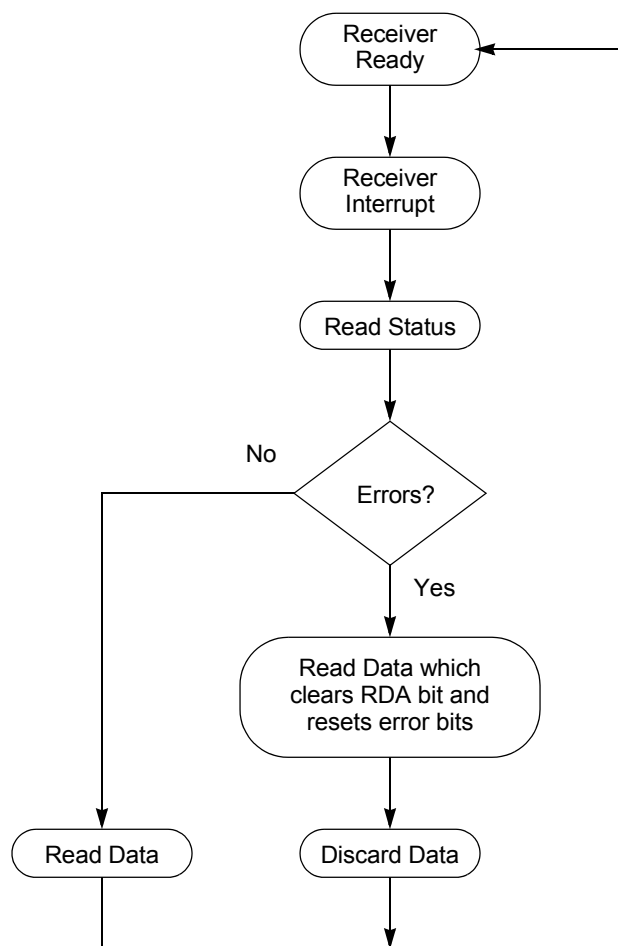 Receiver
Ready
Receiver
Interrupt
Read Status
No
Errors?
Yes
Read Data which
clears RDA bit and
resets error bits
Read Data
Discard Data